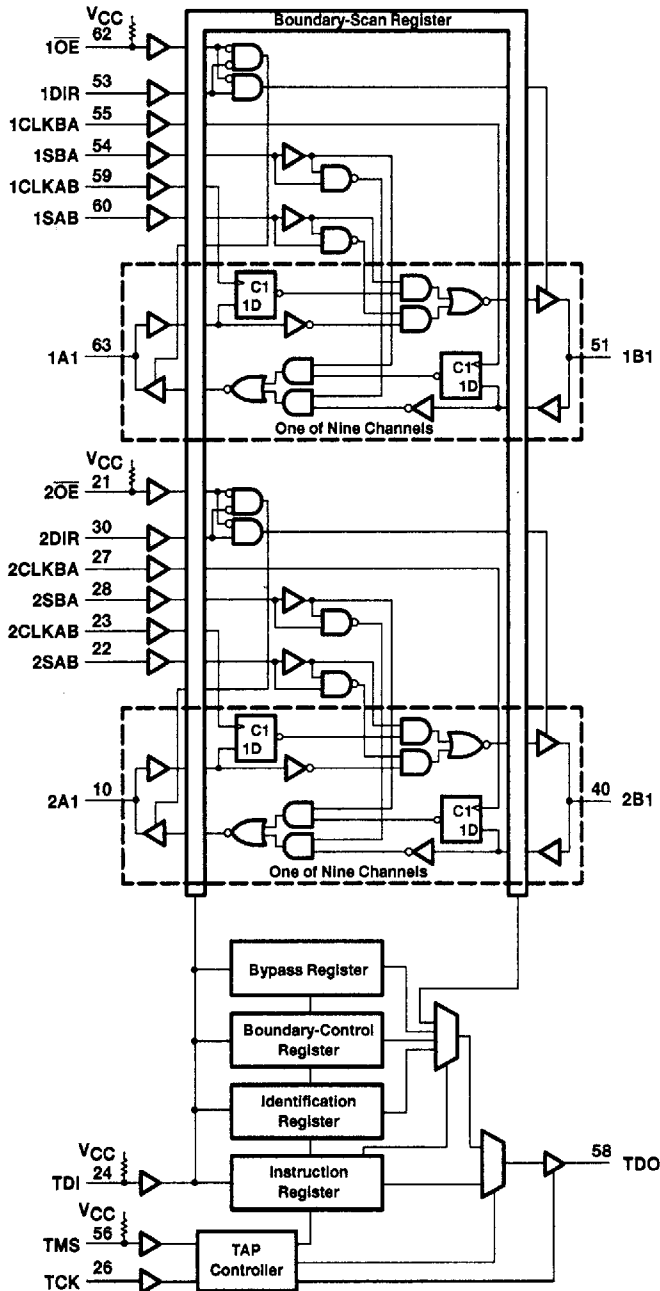 VCC
Boundary-Scan Register
1OE 62
1DIR 53
1CLKBA 55
1SBA 54
1CLKAB 59
1SAB 60
C1
1D
1A1 63
51 1B1
C1
1D
One of Nine Channels
VCC
2OE 21
2DIR 30
2CLKBA 27
2SBA 28
2CLKAB 23
2SAB 22
C1
1D
2A1 10
40 2B1
C1
1D
One of Nine Channels
Bypass Register
Boundary-Control
Register
Identification
Register
VCC
TDI 24
Instruction
Register
58 TDO
VCC
TMS 56
TAP
Controller
TCK 26